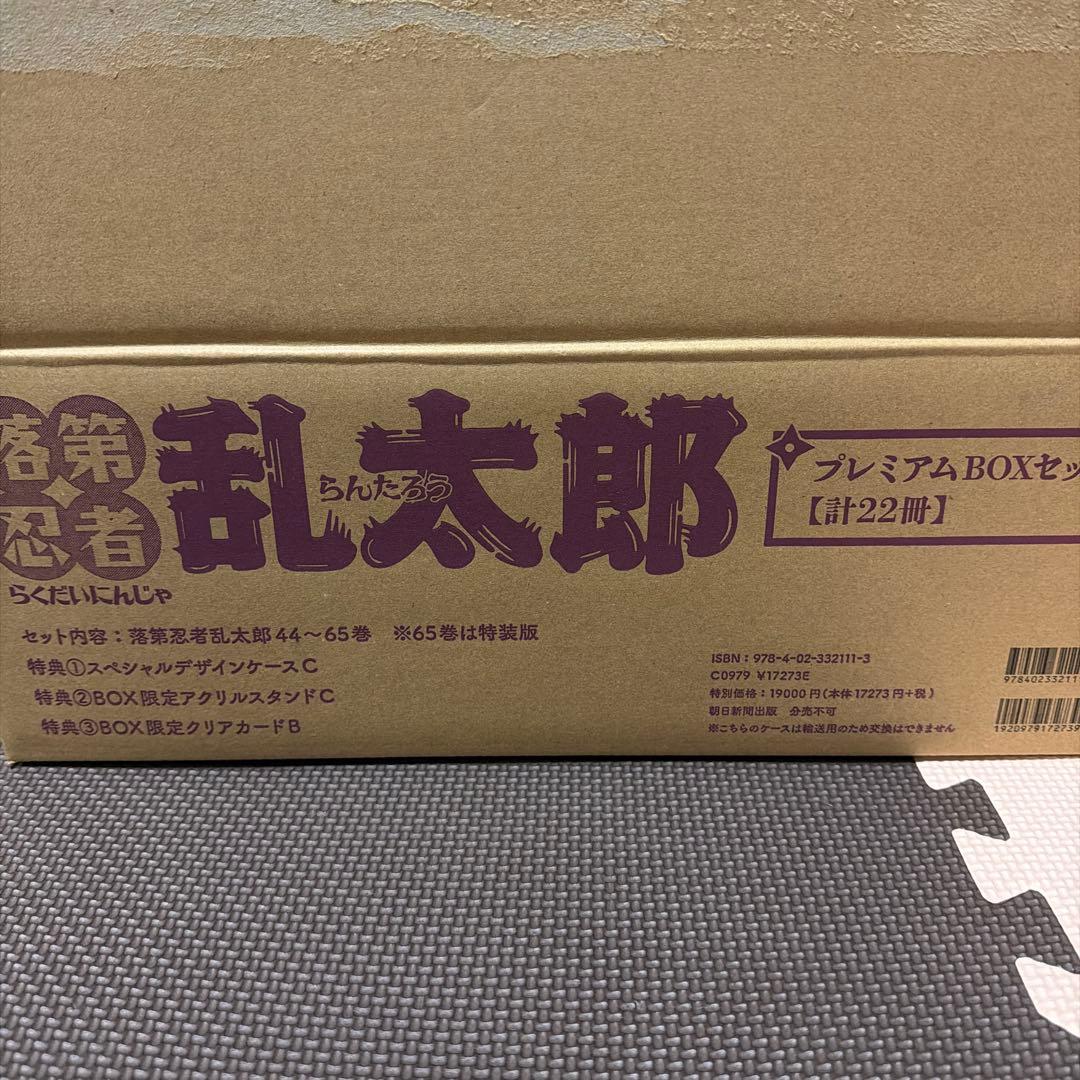 落第
忍者
らくだいにんじゃ
乱太郎
らんたろう
プレミアムBOXセッ
【計22冊】
セット内容：落第忍者乱太郎44～65巻　※65巻は特装版
特典①スペシャルデザインケースC
特典②BOX限定アクリルスタンドC
特典③BOX限定クリアカードB
ISBN：978-4-02-332111-3
C0979 ¥17273E
特別価格：19000円(本体17273円+税)
朝日新聞出版　分売不可
※こちらのケースは輸送用のため交換はできません
97840233211
1920979172739